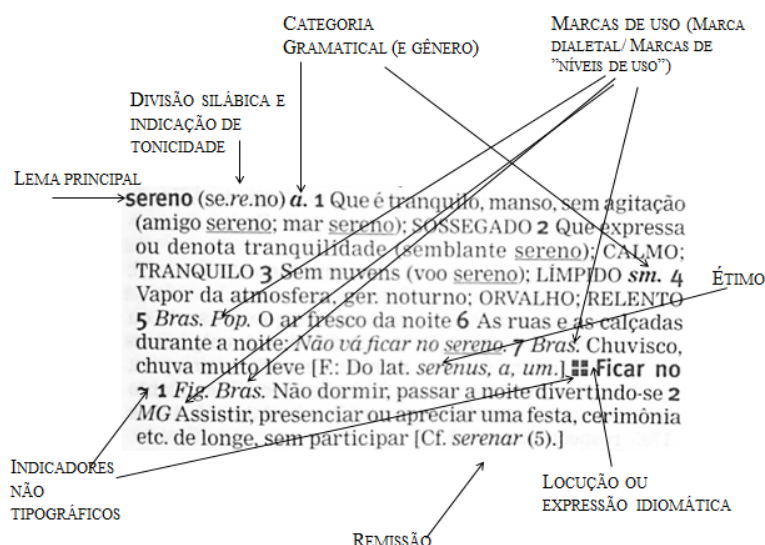 CATEGORIA
GRAMATICAL (E GÊNERO)
MARCAS DE USO (MARCA
DIALETAL/ MARCAS DE
”NÍVEIS DE USO”)
DIVISÃO SILÁBICA E
INDICAÇÃO DE
TONICIDADE
LEMA PRINCIPAL
sereno (se.re.no) a. 1 Que é tranquilo, manso, sem agitação
(amigo sereno; mar sereno); SOSSEGADO 2 Que expressa
ou denota tranquilidade (semblante sereno); CALMO;
TRANQUILO 3 Sem nuvens (voo sereno); LÍMPIDO sm. 4
Vapor da atmosfera, ger. noturno; ORVALHO; RELENTO
5 Bras. Pop. O ar fresco da noite 6 As ruas e as calçadas
durante a noite: Não vá ficar no sereno. 7 Bras. Chuvisco,
chuva muito leve [F.: Do lat. serenus, a, um.] Ficar no
~ 1 Fig. Bras. Não dormir, passar a noite divertindo-se 2
MG Assistir, presenciar ou apreciar uma festa, cerimônia
etc. de longe, sem participar [Cf. serenar (5).]
ÉTIMO
INDICADORES
NÃO
TIPOGRÁFICOS
LOCUÇÃO OU
EXPRESSÃO IDIOMÁTICA
REMISSÃO